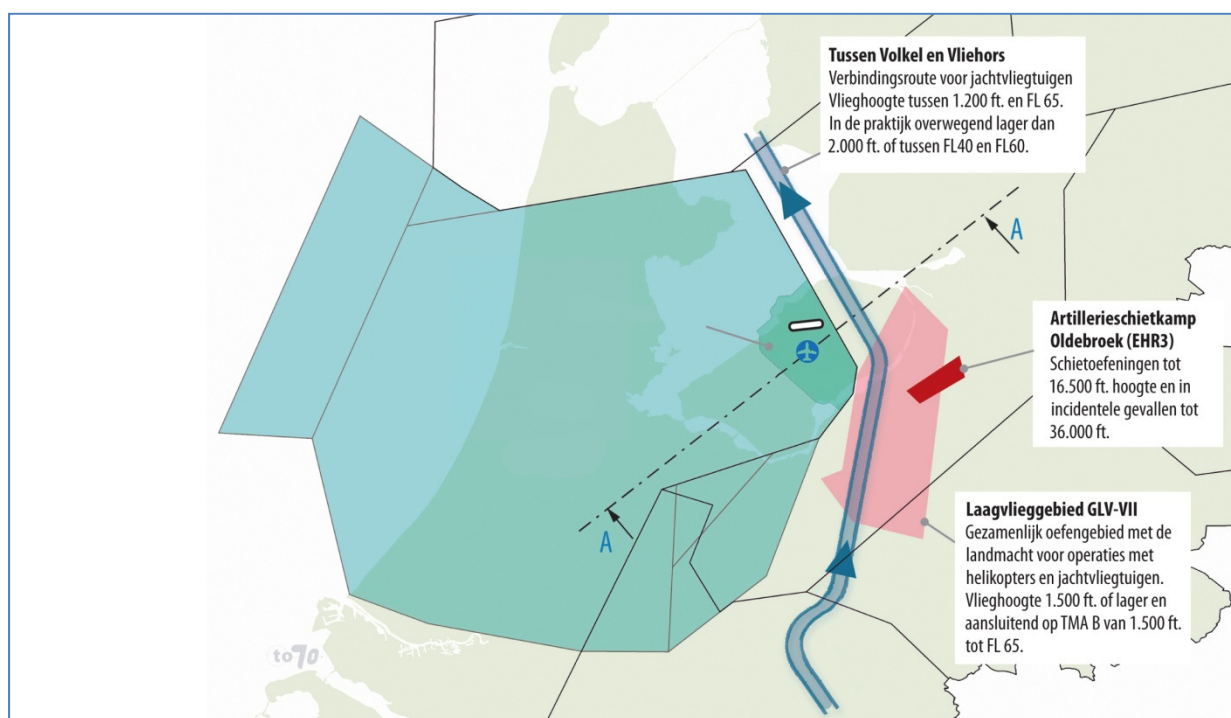 Tussen Volkel en Vliehors
Verbindingsroute voor jachtvliegtuigen
Vlieghoogte tussen 1.200 ft. en FL 65.
In de praktijk overwegend lager dan
2.000 ft. of tussen FL40 en FL60.
A
Artillerieschietkamp
Oldebroek (EHR3)
Schietoefeningen tot
16.500 ft. hoogte en in
incidentele gevallen tot
36.000 ft.
A
Laagvlieggebied GLV-VII
Gezamenlijk oefengebied met de
landmacht voor operaties met
helikopters en jachtvliegtuigen.
Vlieghoogte 1.500 ft. of lager en
aansluitend op TMA B van 1.500 ft.
tot FL 65.
to70